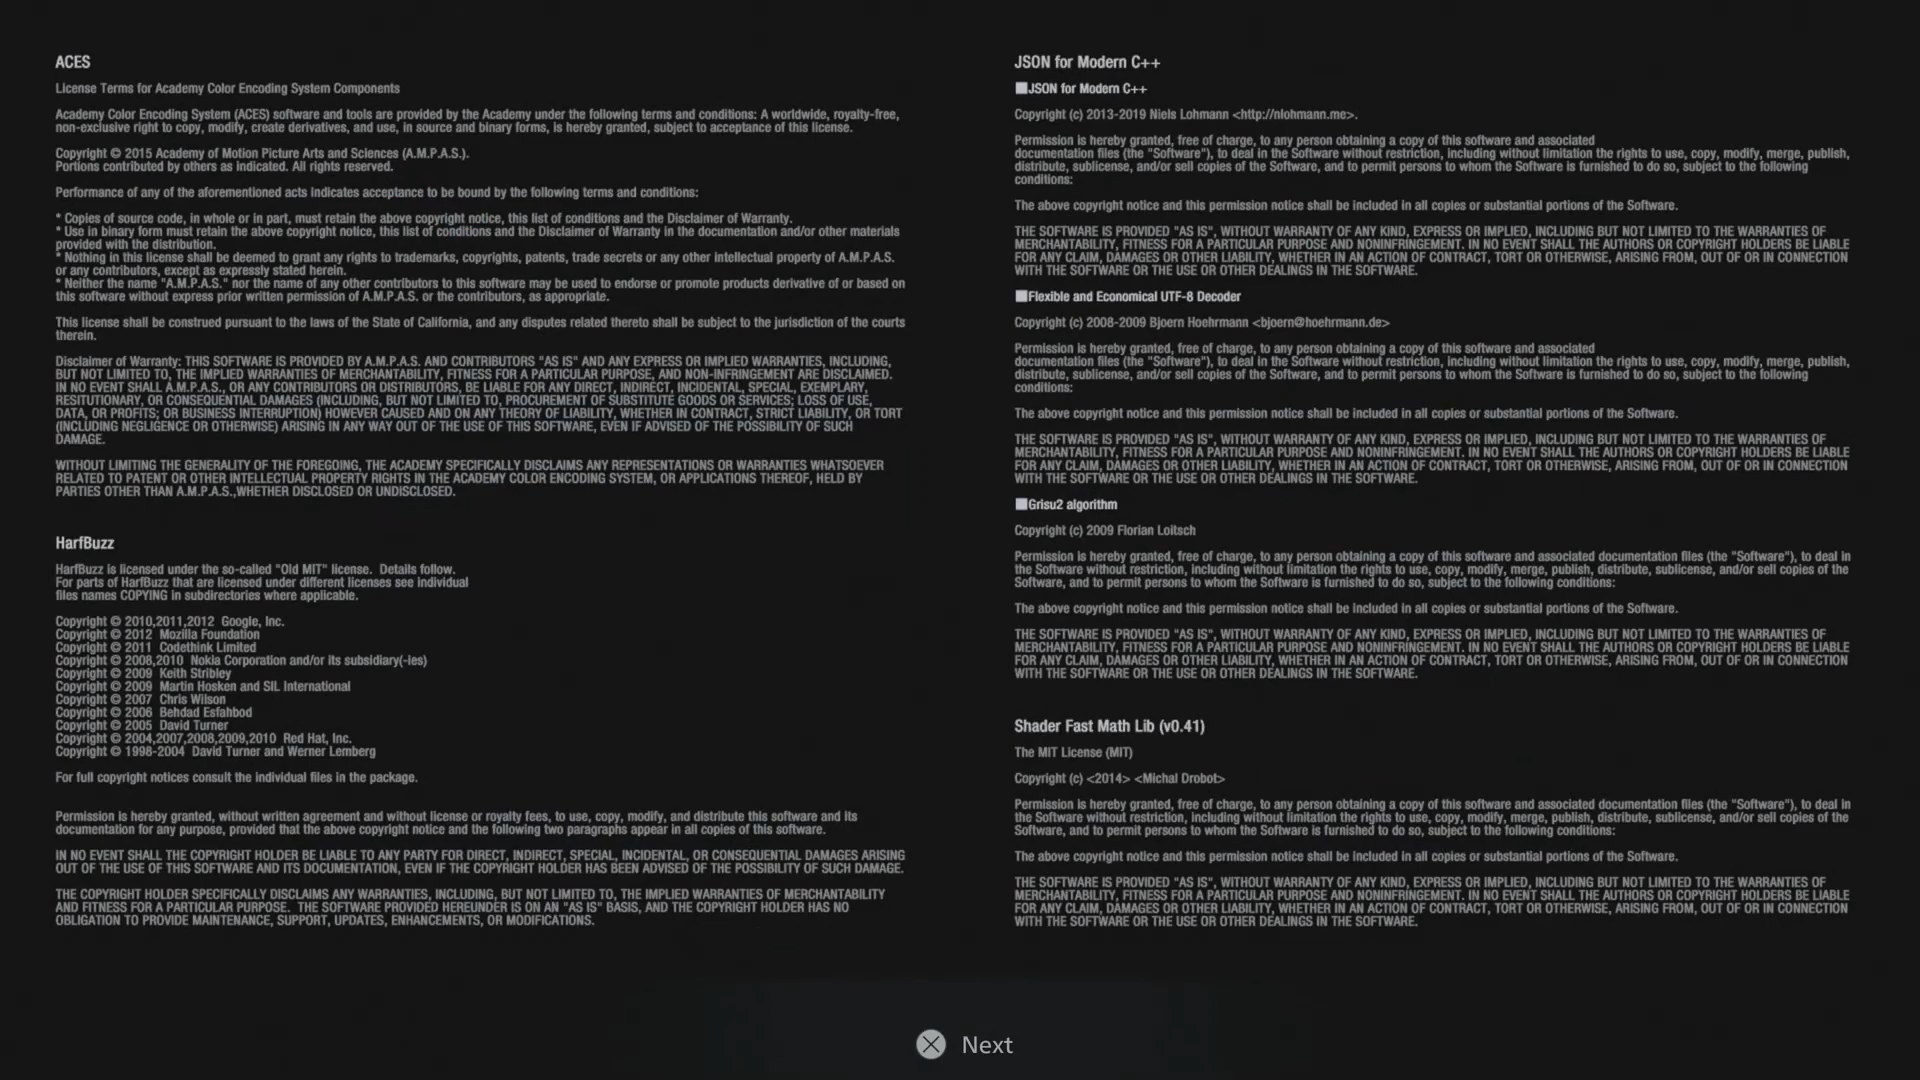 ACES
License Terms for Academy Color Encoding System Components
Academy Color Encoding System (ACES) software and tools are provided by the Academy under the following terms and conditions: A worldwide, royalty-free,
non-exclusive right to copy, modify, create derivatives, and use, in source and binary forms, is hereby granted, subject to acceptance of this license.
Copyright © 2015 Academy of Motion Picture Arts and Sciences (A.M.P.A.S.).
Portions contributed by others as indicated. All rights reserved.
Performance of any of the aforementioned acts indicates acceptance to be bound by the following terms and conditions:
* Copies of source code, in whole or in part, must retain the above copyright notice, this list of conditions and the Disclaimer of Warranty.
* Use in binary form must retain the above copyright notice, this list of conditions and the Disclaimer of Warranty in the documentation and/or other materials
provided with the distribution.
* Nothing in this license shall be deemed to grant any rights to trademarks, copyrights, patents, trade secrets or any other intellectual property of A.M.P.A.S.
or any contributors, except as expressly stated herein.
* Neither the name "A.M.P.A.S." nor the name of any other contributors to this software may be used to endorse or promote products derivative of or based on
this software without express prior written permission of A.M.P.A.S. or the contributors, as appropriate.
This license shall be construed pursuant to the laws of the State of California, and any disputes related thereto shall be subject to the jurisdiction of the courts
therein.
Disclaimer of Warranty: THIS SOFTWARE IS PROVIDED BY A.M.P.A.S. AND CONTRIBUTORS "AS IS" AND ANY EXPRESS OR IMPLIED WARRANTIES, INCLUDING,
BUT NOT LIMITED TO, THE IMPLIED WARRANTIES OF MERCHANTABILITY, FITNESS FOR A PARTICULAR PURPOSE, AND NON-INFRINGEMENT ARE DISCLAIMED.
IN NO EVENT SHALL A.M.P.A.S., OR ANY CONTRIBUTORS OR DISTRIBUTORS, BE LIABLE FOR ANY DIRECT, INDIRECT, INCIDENTAL, SPECIAL, EXEMPLARY,
RESITUTIONARY, OR CONSEQUENTIAL DAMAGES (INCLUDING, BUT NOT LIMITED TO, PROCUREMENT OF SUBSTITUTE GOODS OR SERVICES; LOSS OF USE,
DATA, OR PROFITS; OR BUSINESS INTERRUPTION) HOWEVER CAUSED AND ON ANY THEORY OF LIABILITY, WHETHER IN CONTRACT, STRICT LIABILITY, OR TORT
(INCLUDING NEGLIGENCE OR OTHERWISE) ARISING IN ANY WAY OUT OF THE USE OF THIS SOFTWARE, EVEN IF ADVISED OF THE POSSIBILITY OF SUCH
DAMAGE.
WITHOUT LIMITING THE GENERALITY OF THE FOREGOING, THE ACADEMY SPECIFICALLY DISCLAIMS ANY REPRESENTATIONS OR WARRANTIES WHATSOEVER
RELATED TO PATENT OR OTHER INTELLECTUAL PROPERTY RIGHTS IN THE ACADEMY COLOR ENCODING SYSTEM, OR APPLICATIONS THEREOF, HELD BY
PARTIES OTHER THAN A.M.P.A.S.,WHETHER DISCLOSED OR UNDISCLOSED.
HarfBuzz
HarfBuzz is licensed under the so-called "Old MIT" license.  Details follow.
For parts of HarfBuzz that are licensed under different licenses see individual
files names COPYING in subdirectories where applicable.
Copyright © 2010,2011,2012  Google, Inc.
Copyright © 2012  Mozilla Foundation
Copyright © 2011  Codethink Limited
Copyright © 2008,2010  Nokia Corporation and/or its subsidiary(-ies)
Copyright © 2009  Keith Stribley
Copyright © 2009  Martin Hosken and SIL International
Copyright © 2007  Chris Wilson
Copyright © 2006  Behdad Esfahbod
Copyright © 2005  David Turner
Copyright © 2004,2007,2008,2009,2010  Red Hat, Inc.
Copyright © 1998-2004  David Turner and Werner Lemberg
For full copyright notices consult the individual files in the package.
Permission is hereby granted, without written agreement and without license or royalty fees, to use, copy, modify, and distribute this software and its
documentation for any purpose, provided that the above copyright notice and the following two paragraphs appear in all copies of this software.
IN NO EVENT SHALL THE COPYRIGHT HOLDER BE LIABLE TO ANY PARTY FOR DIRECT, INDIRECT, SPECIAL, INCIDENTAL, OR CONSEQUENTIAL DAMAGES ARISING
OUT OF THE USE OF THIS SOFTWARE AND ITS DOCUMENTATION, EVEN IF THE COPYRIGHT HOLDER HAS BEEN ADVISED OF THE POSSIBILITY OF SUCH DAMAGE.
THE COPYRIGHT HOLDER SPECIFICALLY DISCLAIMS ANY WARRANTIES, INCLUDING, BUT NOT LIMITED TO, THE IMPLIED WARRANTIES OF MERCHANTABILITY
AND FITNESS FOR A PARTICULAR PURPOSE.  THE SOFTWARE PROVIDED HEREUNDER IS ON AN "AS IS" BASIS, AND THE COPYRIGHT HOLDER HAS NO
OBLIGATION TO PROVIDE MAINTENANCE, SUPPORT, UPDATES, ENHANCEMENTS, OR MODIFICATIONS.
JSON for Modern C++
■JSON for Modern C++
Copyright (c) 2013-2019 Niels Lohmann <http://nlohmann.me>.
Permission is hereby granted, free of charge, to any person obtaining a copy of this software and associated
documentation files (the "Software"), to deal in the Software without restriction, including without limitation the rights to use, copy, modify, merge, publish,
distribute, sublicense, and/or sell copies of the Software, and to permit persons to whom the Software is furnished to do so, subject to the following
conditions:
The above copyright notice and this permission notice shall be included in all copies or substantial portions of the Software.
THE SOFTWARE IS PROVIDED "AS IS", WITHOUT WARRANTY OF ANY KIND, EXPRESS OR IMPLIED, INCLUDING BUT NOT LIMITED TO THE WARRANTIES OF
MERCHANTABILITY, FITNESS FOR A PARTICULAR PURPOSE AND NONINFRINGEMENT. IN NO EVENT SHALL THE AUTHORS OR COPYRIGHT HOLDERS BE LIABLE
FOR ANY CLAIM, DAMAGES OR OTHER LIABILITY, WHETHER IN AN ACTION OF CONTRACT, TORT OR OTHERWISE, ARISING FROM, OUT OF OR IN CONNECTION
WITH THE SOFTWARE OR THE USE OR OTHER DEALINGS IN THE SOFTWARE.
■Flexible and Economical UTF-8 Decoder
Copyright (c) 2008-2009 Bjoern Hoehrmann <bjoern@hoehrmann.de>
Permission is hereby granted, free of charge, to any person obtaining a copy of this software and associated
documentation files (the "Software"), to deal in the Software without restriction, including without limitation the rights to use, copy, modify, merge, publish,
distribute, sublicense, and/or sell copies of the Software, and to permit persons to whom the Software is furnished to do so, subject to the following
conditions:
The above copyright notice and this permission notice shall be included in all copies or substantial portions of the Software.
THE SOFTWARE IS PROVIDED "AS IS", WITHOUT WARRANTY OF ANY KIND, EXPRESS OR IMPLIED, INCLUDING BUT NOT LIMITED TO THE WARRANTIES OF
MERCHANTABILITY, FITNESS FOR A PARTICULAR PURPOSE AND NONINFRINGEMENT. IN NO EVENT SHALL THE AUTHORS OR COPYRIGHT HOLDERS BE LIABLE
FOR ANY CLAIM, DAMAGES OR OTHER LIABILITY, WHETHER IN AN ACTION OF CONTRACT, TORT OR OTHERWISE, ARISING FROM, OUT OF OR IN CONNECTION
WITH THE SOFTWARE OR THE USE OR OTHER DEALINGS IN THE SOFTWARE.
■Grisu2 algorithm
Copyright (c) 2009 Florian Loitsch
Permission is hereby granted, free of charge, to any person obtaining a copy of this software and associated documentation files (the "Software"), to deal in
the Software without restriction, including without limitation the rights to use, copy, modify, merge, publish, distribute, sublicense, and/or sell copies of the
Software, and to permit persons to whom the Software is furnished to do so, subject to the following conditions:
The above copyright notice and this permission notice shall be included in all copies or substantial portions of the Software.
THE SOFTWARE IS PROVIDED "AS IS", WITHOUT WARRANTY OF ANY KIND, EXPRESS OR IMPLIED, INCLUDING BUT NOT LIMITED TO THE WARRANTIES OF
MERCHANTABILITY, FITNESS FOR A PARTICULAR PURPOSE AND NONINFRINGEMENT. IN NO EVENT SHALL THE AUTHORS OR COPYRIGHT HOLDERS BE LIABLE
FOR ANY CLAIM, DAMAGES OR OTHER LIABILITY, WHETHER IN AN ACTION OF CONTRACT, TORT OR OTHERWISE, ARISING FROM, OUT OF OR IN CONNECTION
WITH THE SOFTWARE OR THE USE OR OTHER DEALINGS IN THE SOFTWARE.
Shader Fast Math Lib (v0.41)
The MIT License (MIT)
Copyright (c) <2014> <Michal Drobot>
Permission is hereby granted, free of charge, to any person obtaining a copy of this software and associated documentation files (the "Software"), to deal in
the Software without restriction, including without limitation the rights to use, copy, modify, merge, publish, distribute, sublicense, and/or sell copies of the
Software, and to permit persons to whom the Software is furnished to do so, subject to the following conditions:
The above copyright notice and this permission notice shall be included in all copies or substantial portions of the Software.
THE SOFTWARE IS PROVIDED "AS IS", WITHOUT WARRANTY OF ANY KIND, EXPRESS OR IMPLIED, INCLUDING BUT NOT LIMITED TO THE WARRANTIES OF
MERCHANTABILITY, FITNESS FOR A PARTICULAR PURPOSE AND NONINFRINGEMENT. IN NO EVENT SHALL THE AUTHORS OR COPYRIGHT HOLDERS BE LIABLE
FOR ANY CLAIM, DAMAGES OR OTHER LIABILITY, WHETHER IN AN ACTION OF CONTRACT, TORT OR OTHERWISE, ARISING FROM, OUT OF OR IN CONNECTION
WITH THE SOFTWARE OR THE USE OR OTHER DEALINGS IN THE SOFTWARE.
Next